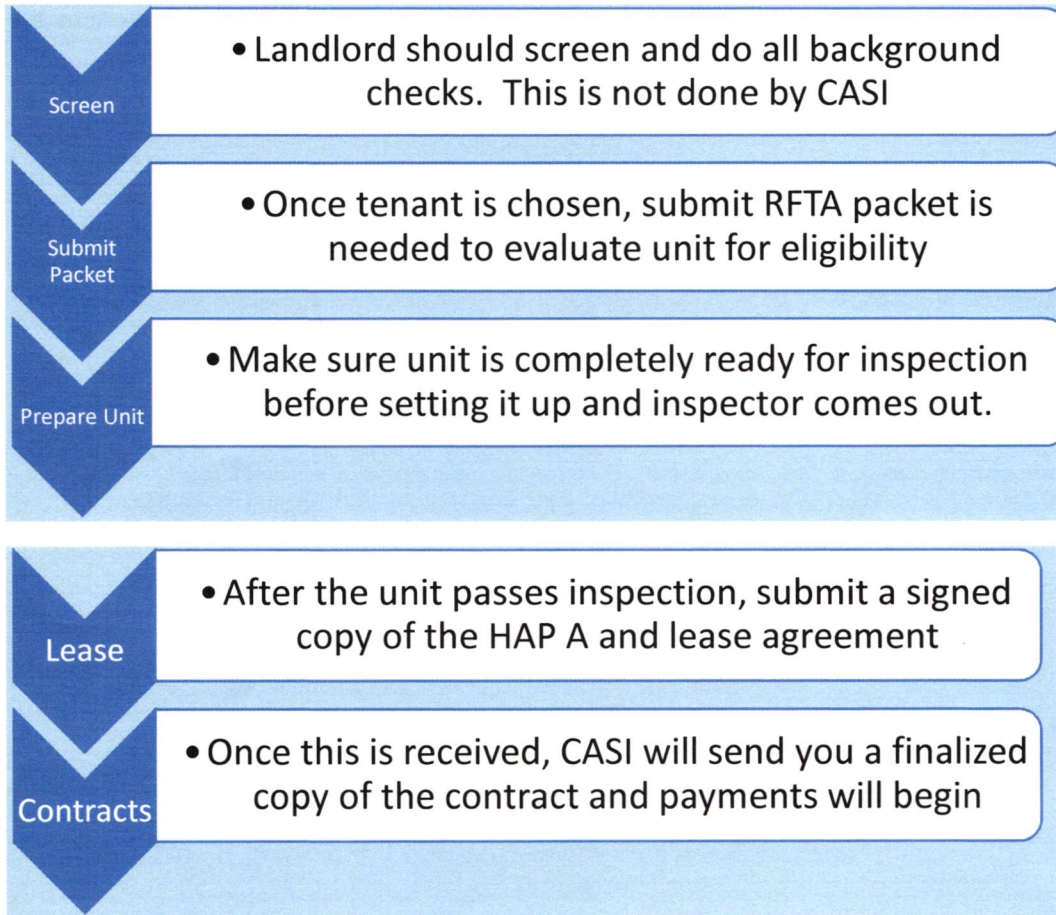 Screen
• Landlord should screen and do all background
checks.  This is not done by CASI
Submit
Packet
• Once tenant is chosen, submit RFTA packet is
needed to evaluate unit for eligibility
Prepare Unit
• Make sure unit is completely ready for inspection
before setting it up and inspector comes out.
Lease
• After the unit passes inspection, submit a signed
copy of the HAP A and lease agreement
Contracts
• Once this is received, CASI will send you a finalized
copy of the contract and payments will begin